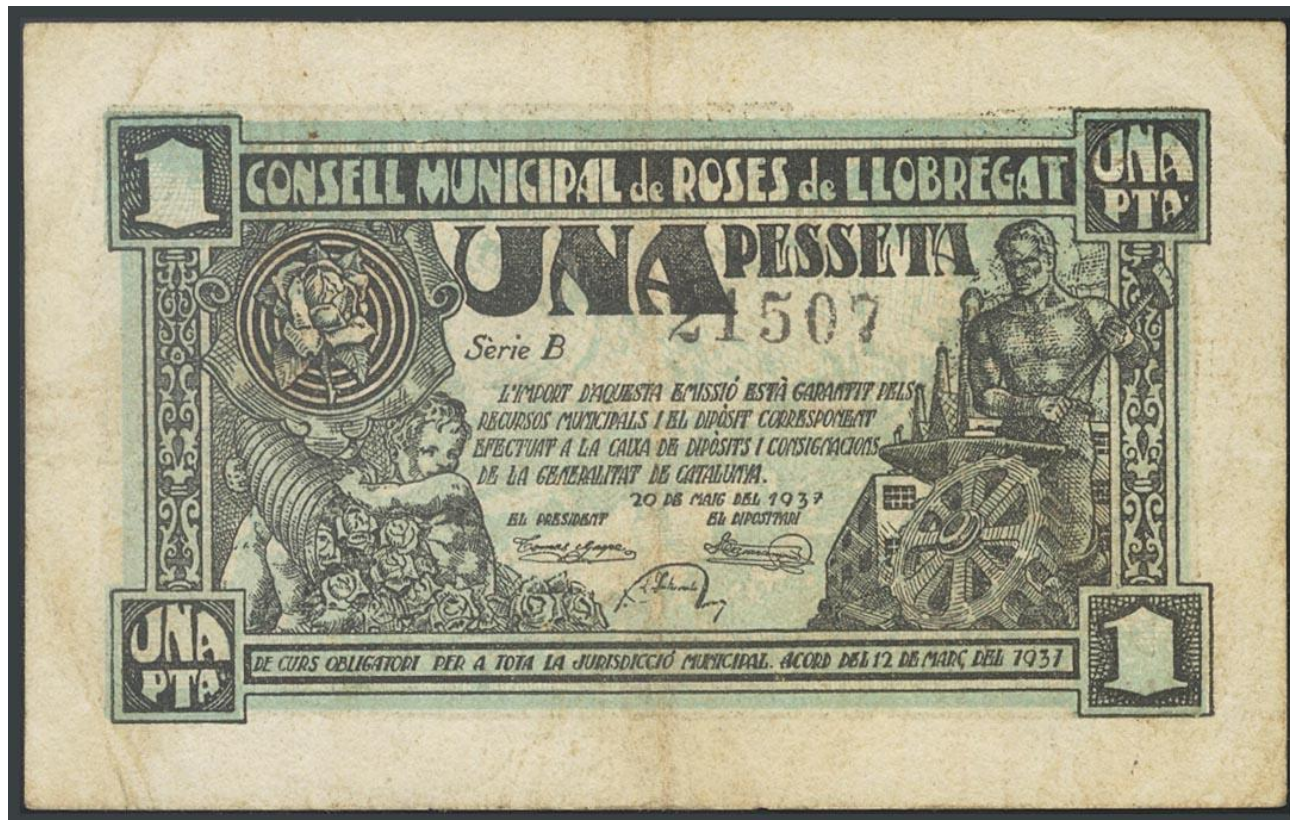 1
CONSELL MUNICIPAL de ROSES de LLOBREGAT
UNA
PTA.
UNA PESSETA
21507
Sèrie B
L'IMPORT D'AQUESTA EMISSIÓ ESTÀ GARANTIT PELS
RECURSOS MUNICIPALS I EL DIPÒSIT CORRESPONENT
EFECTUAT A LA CAIXA DE DIPÒSITS I CONSIGNACIONS
DE LA GENERALITAT DE CATALUNYA.
20 DE MAIG DEL 1937
EL PRESIDENT EL DIPOSITARI
UNA
PTA.
DE CURS OBLIGATORI PER A TOTA LA JURISDICCIÓ MUNICIPAL. ACORD DEL 12 DE MARÇ DEL 1937
1